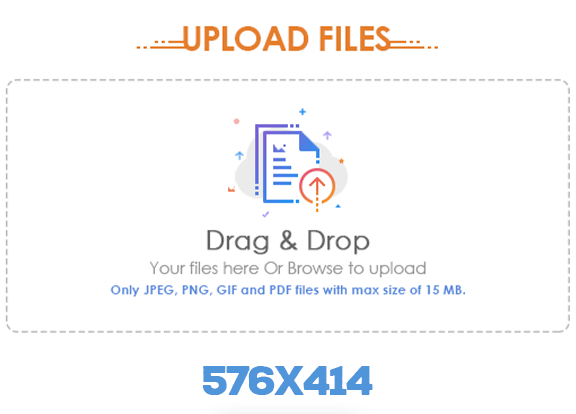 UPLOAD FILES
Drag & Drop
Your files here Or Browse to upload
Only JPEG, PNG, GIF and PDF files with max size of 15 MB.
576X414